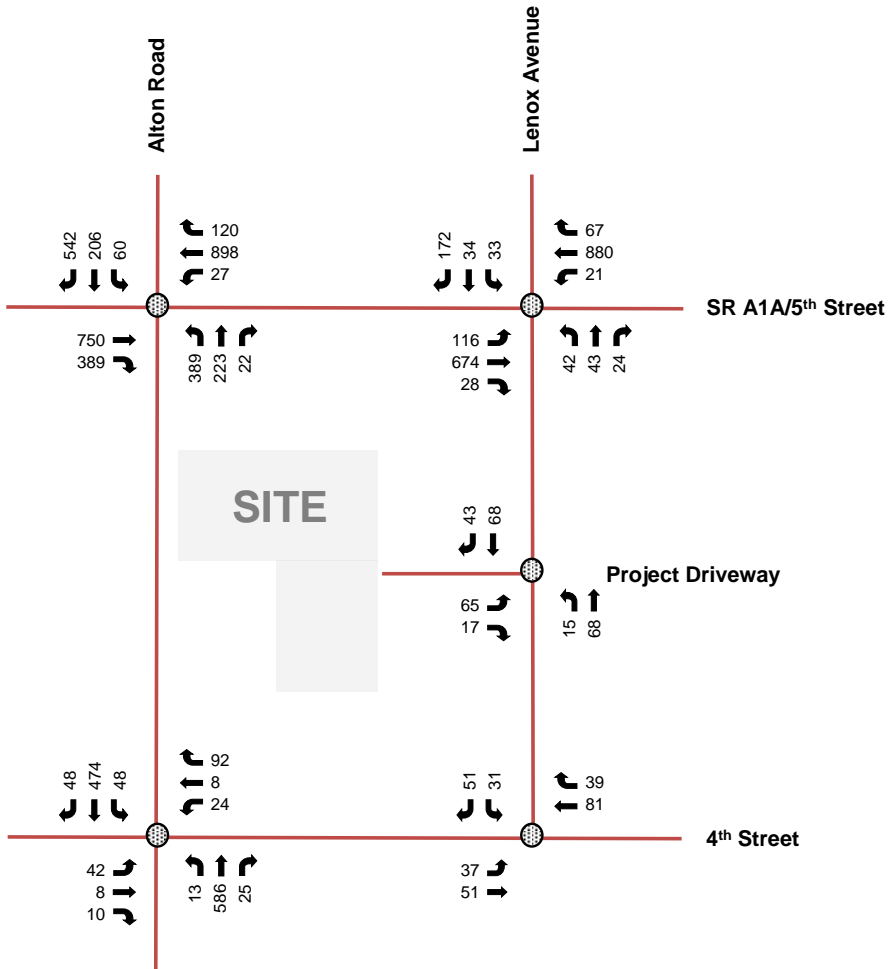 Alton Road
Lenox Avenue
542 206 60
120
898
27
172 34 33
67
880
21
SR A1A/5th Street
750
389
389 223 22
116
674
28
42 43 24
SITE
43 68
Project Driveway
65
17
15 68
48 474 48
92
8
24
51 31
39
81
4th Street
42
8
10
13 586 25
37
51